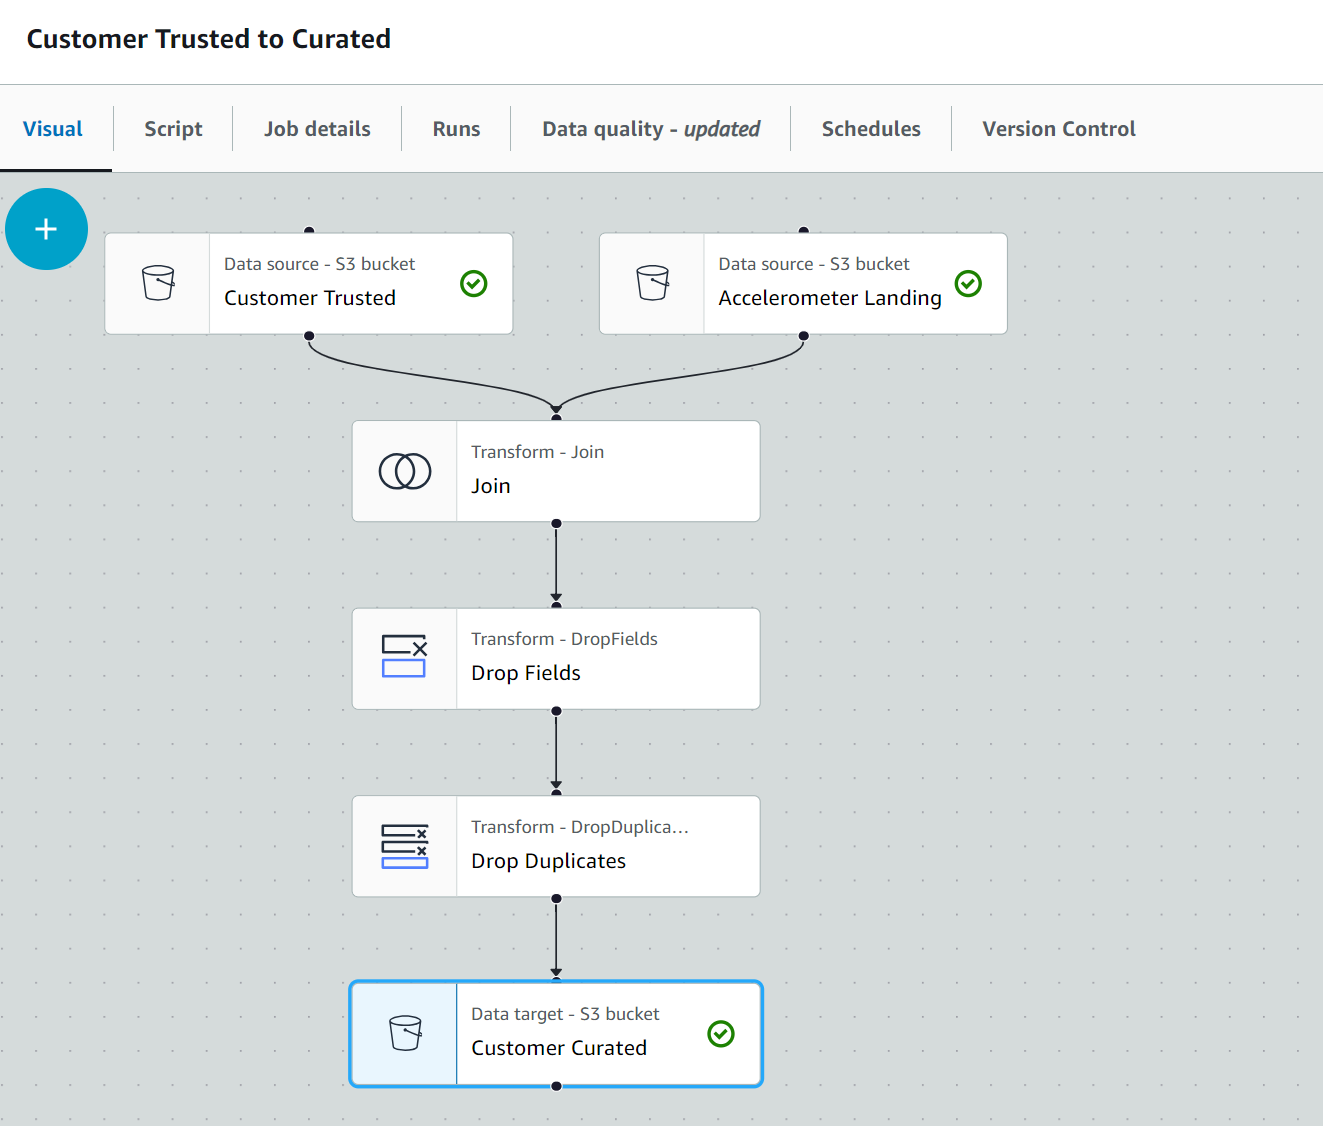 Customer Trusted to Curated
Visual
Script
Job details
Runs
Data quality - updated
Schedules
Version Control
Data source - S3 bucket
Customer Trusted
Data source - S3 bucket
Accelerometer Landing
Transform - Join
Join
Transform - DropFields
Drop Fields
Transform - DropDuplica...
Drop Duplicates
Data target - S3 bucket
Customer Curated